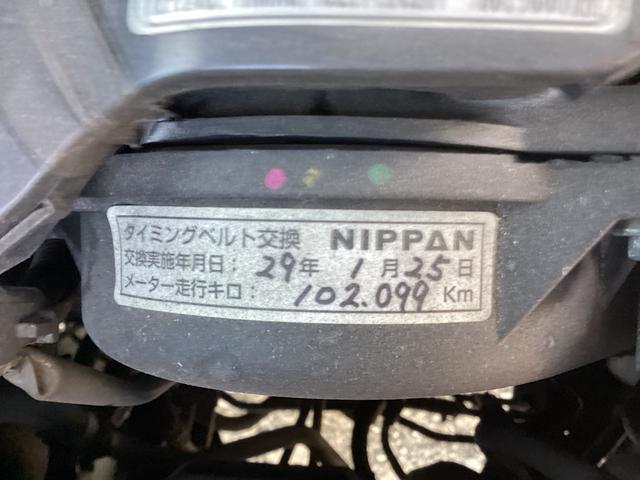 タイミングベルト交換 NIPPAN
交換実施年月日： 29年 1月25日
メーター走行キロ： 102.099 Km